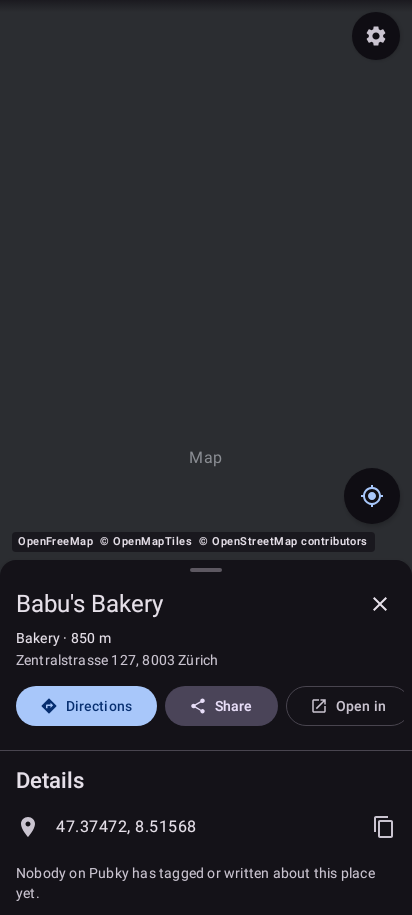 Map
OpenFreeMap © OpenMapTiles © OpenStreetMap contributors
Babu's Bakery
Bakery · 850 m
Zentralstrasse 127, 8003 Zürich
Directions
Share
Open in
Details
47.37472, 8.51568
Nobody on Pubky has tagged or written about this place
yet.